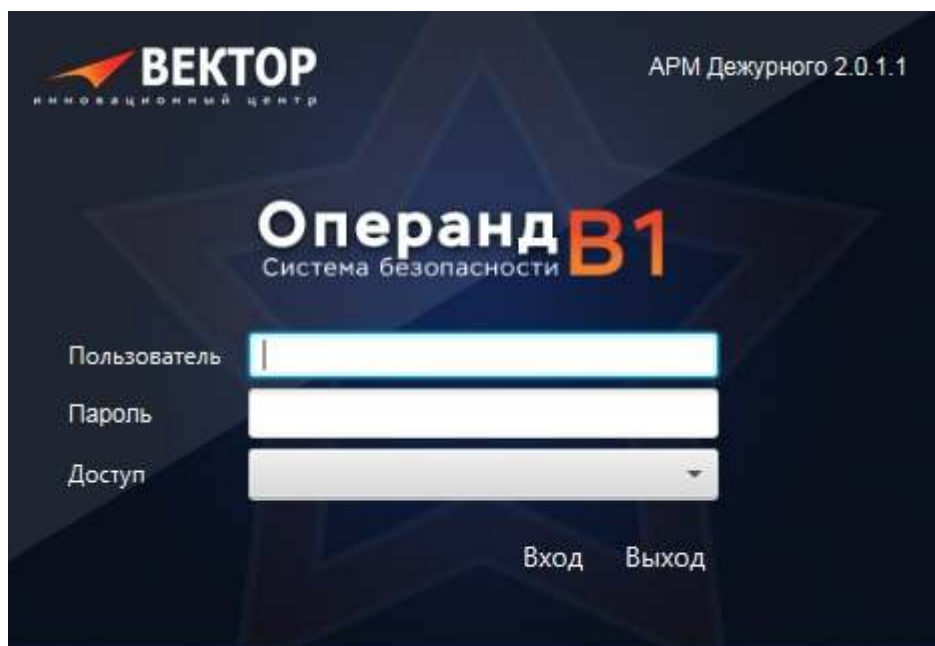 ВЕКТОР
инновационный центр
АРМ Дежурного 2.0.1.1
Операнд В1
Система безопасности
Пользователь
Пароль
Доступ
Вход Выход